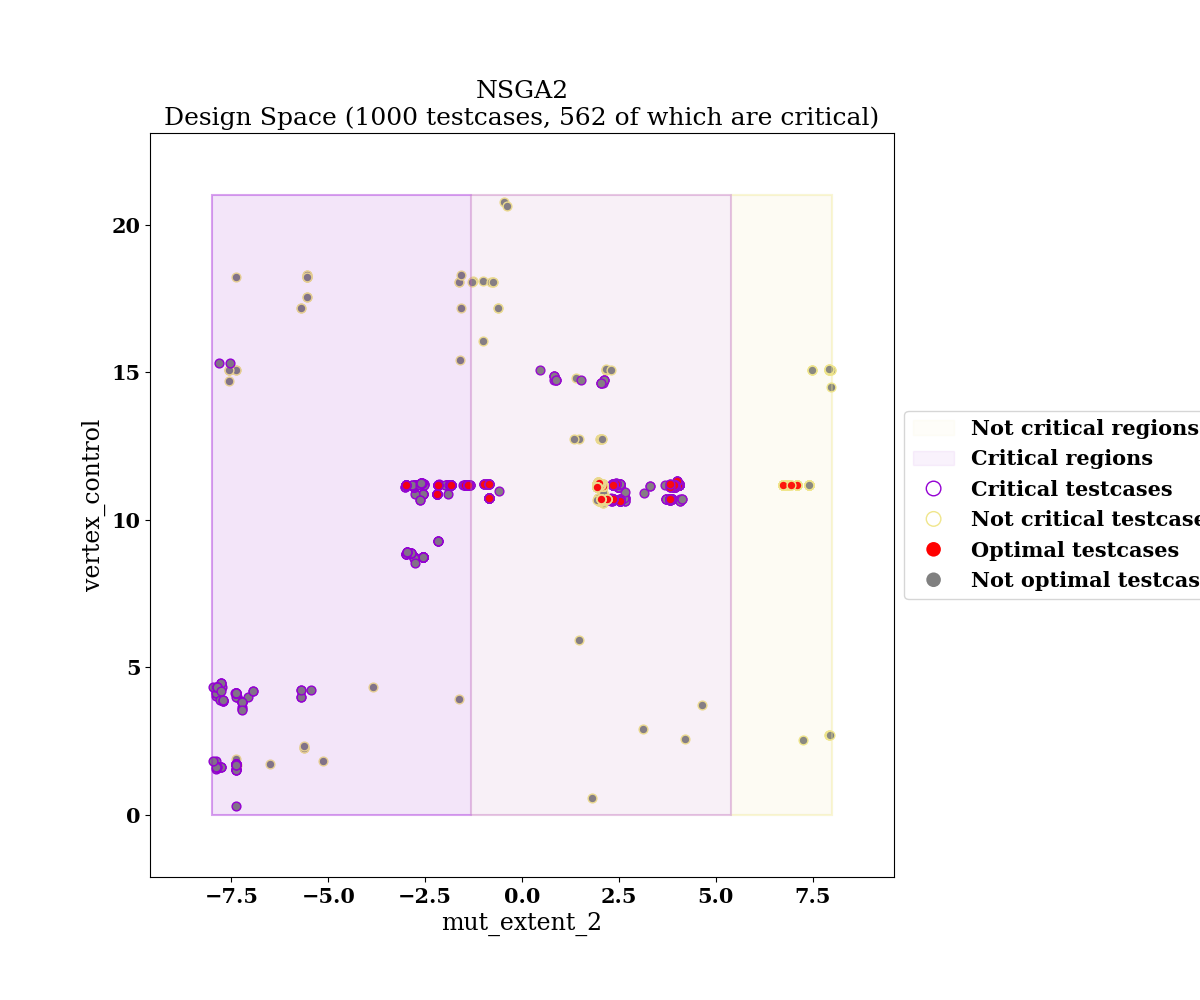 NSGA2
Design Space (1000 testcases, 562 of which are critical)
20
15
10
5
0
vertex_control
−7.5
−5.0
−2.5
0.0
2.5
5.0
7.5
mut_extent_2
Not critical regions
Critical regions
Critical testcases
Not critical testcase
Optimal testcases
Not optimal testcas